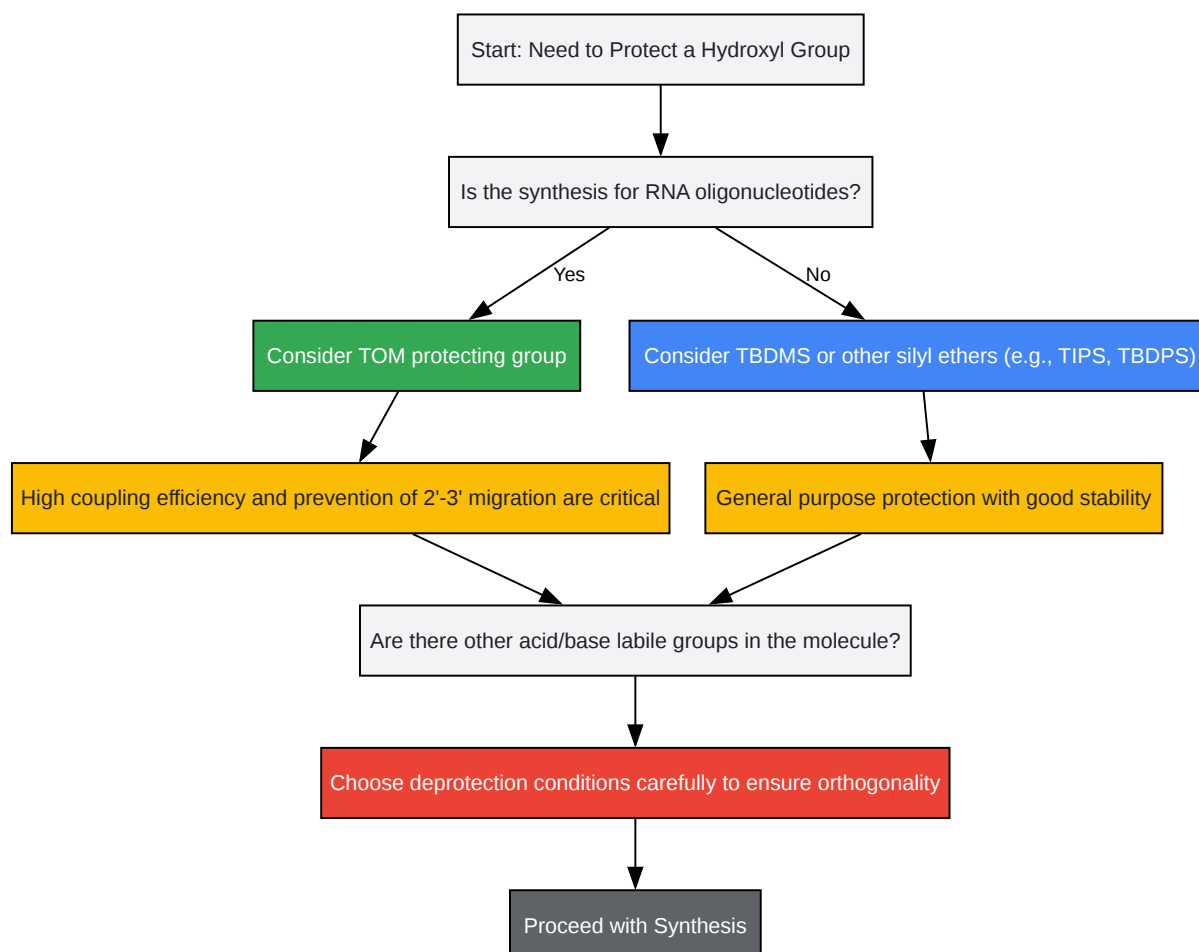 Start: Need to Protect a Hydroxyl Group
Is the synthesis for RNA oligonucleotides?
Yes
No
Consider TOM protecting group
Consider TBDMS or other silyl ethers (e.g., TIPS, TBDPS)
High coupling efficiency and prevention of 2'-3' migration are critical
General purpose protection with good stability
Are there other acid/base labile groups in the molecule?
Choose deprotection conditions carefully to ensure orthogonality
Proceed with Synthesis